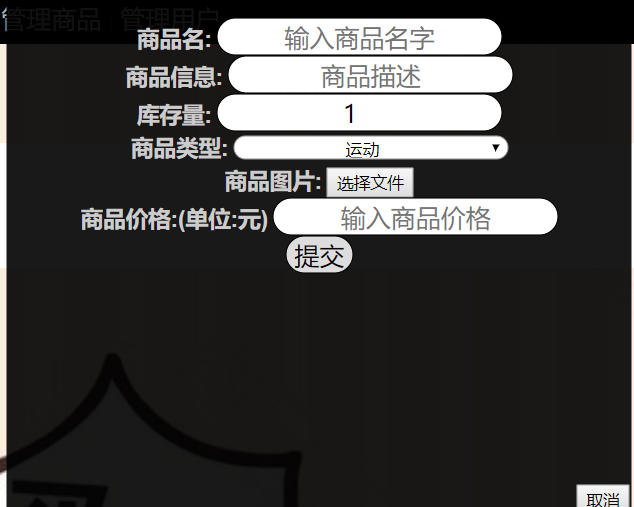 管理商品 管理用户
商品名: 输入商品名字
商品信息: 商品描述
库存量: 1
商品类型: 运动
商品图片: 选择文件
商品价格:(单位:元) 输入商品价格
提交
取消